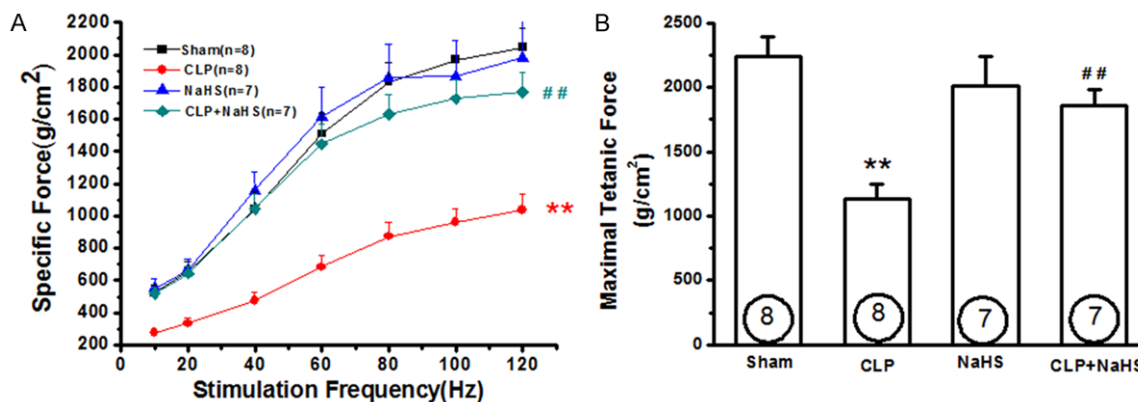 A
Specific Force(g/cm²)
2200
2000
1800
1600
1400
1200
1000
800
600
400
200
Sham(n=8)
CLP(n=8)
NaHS(n=7)
CLP+NaHS(n=7)
##
**
0 20 40 60 80 100 120
Stimulation Frequency(Hz)
B
Maximal Tetanic Force
(g/cm²)
2500
2000
1500
1000
500
0
**
##
8 8 7 7
Sham CLP NaHS CLP+NaHS